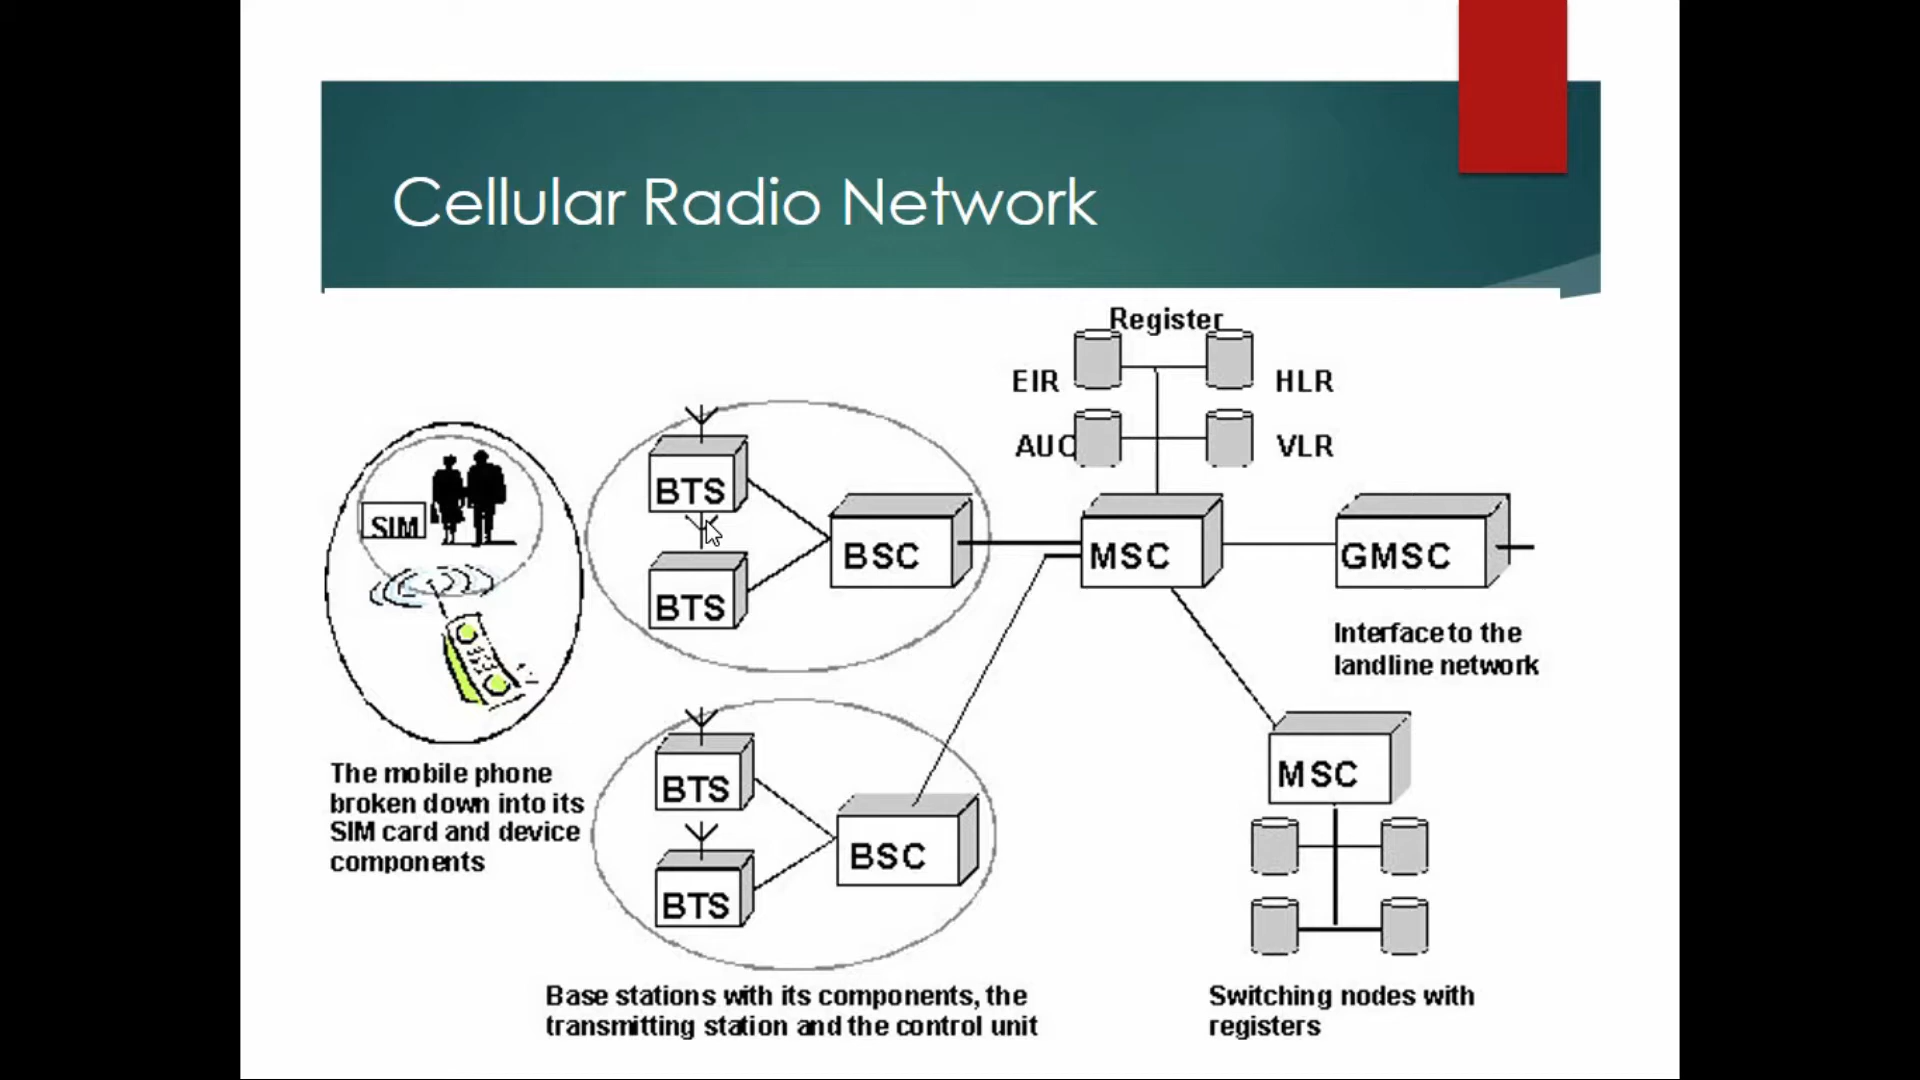 Cellular Radio Network
Register
EIR
HLR
AUC
VLR
SIM
BTS
BTS
BSC
MSC
GMSC
Interface to the
landline network
BTS
BTS
BSC
MSC
The mobile phone
broken down into its
SIM card and device
components
Base stations with its components, the
transmitting station and the control unit
Switching nodes with
registers